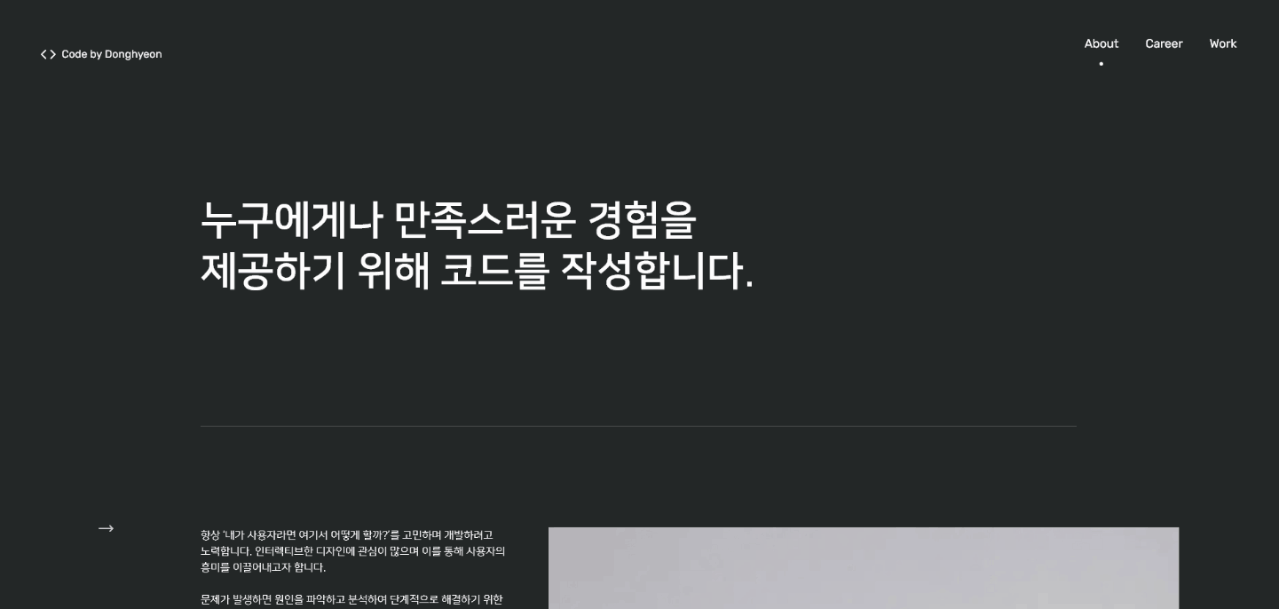 Code by Donghyeon
About
Career
Work
누구에게나 만족스러운 경험을
제공하기 위해 코드를 작성합니다.
항상 '내가 사용자라면 여기서 어떻게 할까?'를 고민하며 개발하려고
노력합니다. 인터랙티브한 디자인에 관심이 많으며 이를 통해 사용자의
흥미를 이끌어내고자 합니다.
문제가 발생하면 원인을 파악하고 분석하여 단계적으로 해결하기 위한